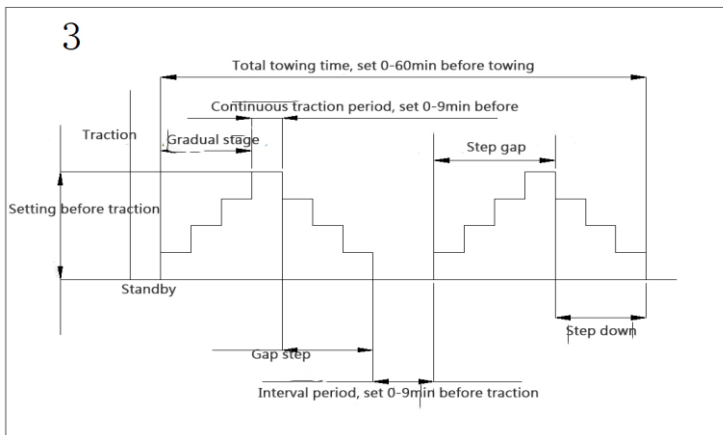 3
Total towing time, set 0-60min before towing
Continuous traction period, set 0-9min before
Traction
Gradual stage
Step gap
Setting before traction
Standby
Step down
Gap step
Interval period, set 0-9min before traction